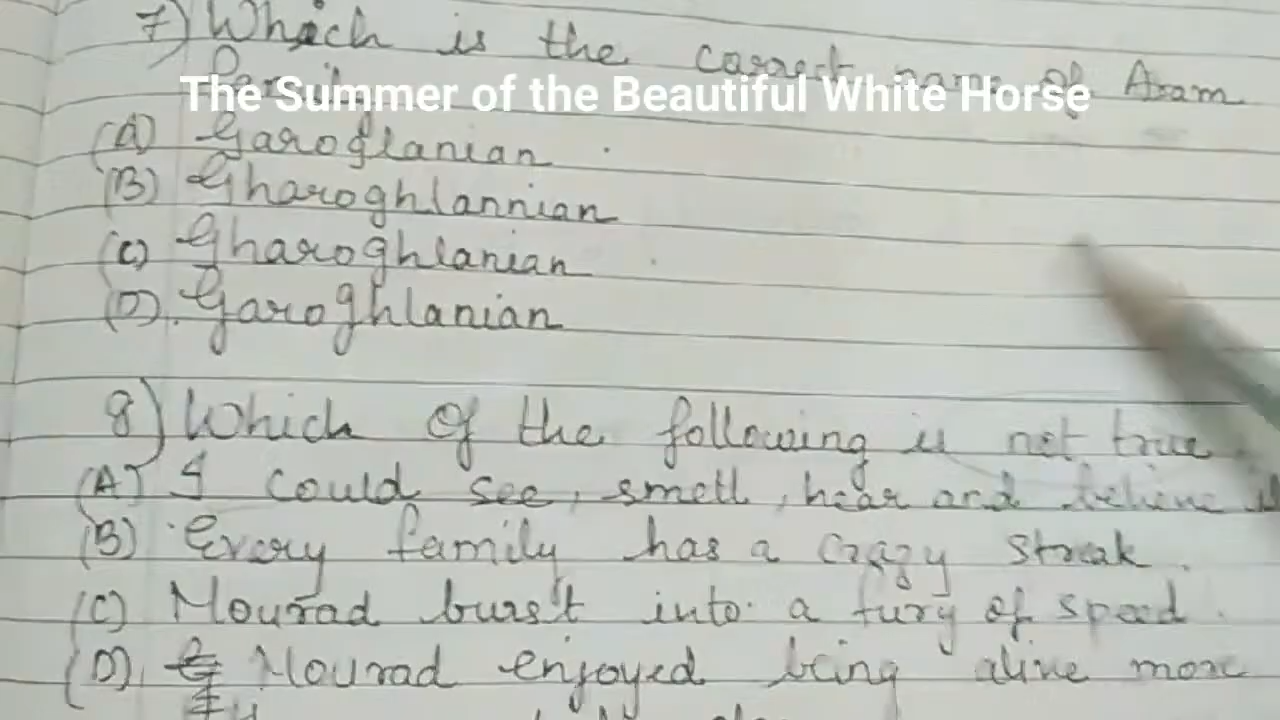 7) Which is the correct name of Aram
The Summer of the Beautiful White Horse
(A) Garoglanian
(B) Gharoghlannian
(C) Gharoghlanian
(D) Garoghlanian
8) Which of the following is not true.
(A) I could see, smell, hear and believe
(B) Every family has a crazy streak.
(C) Mourad burst into a fury of speed.
(D) Mourad enjoyed being alive more